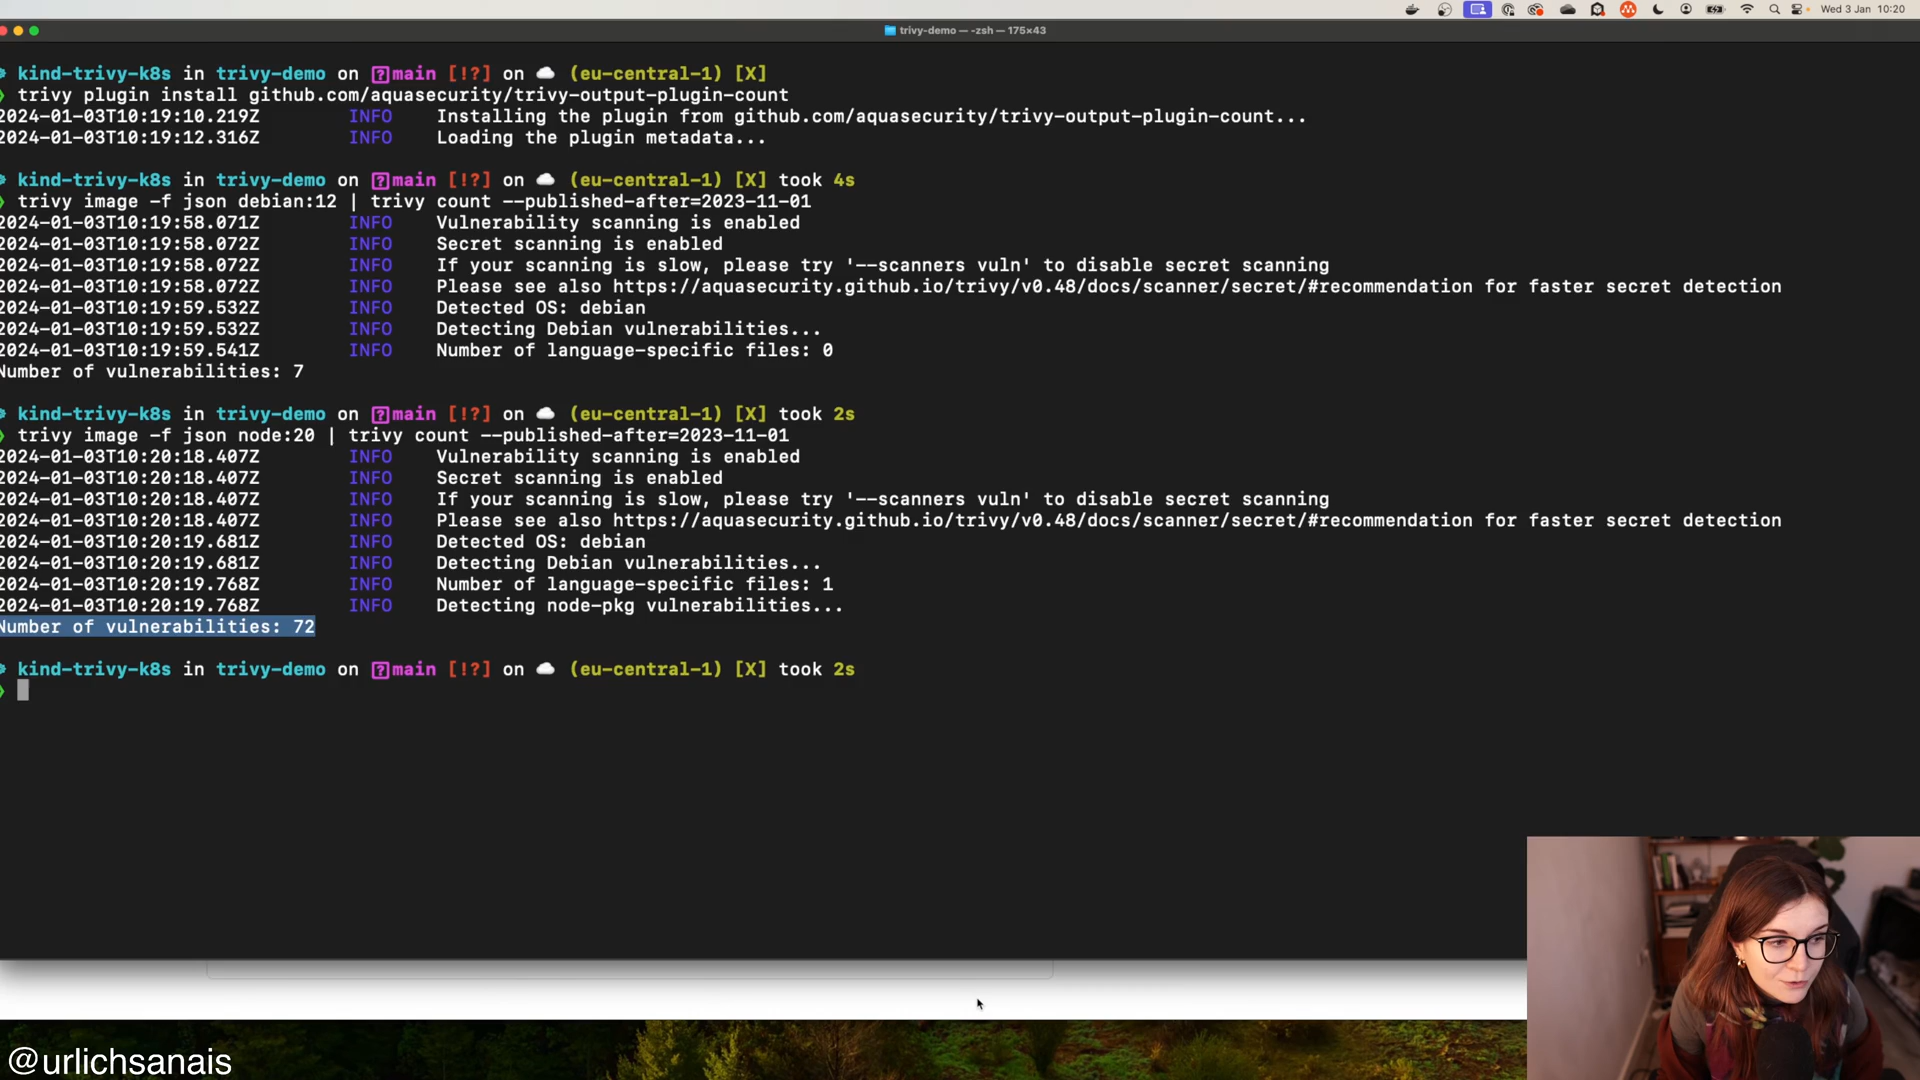 Wed 3 Jan 10:20
trivy-demo — -zsh — 175×43
kind-trivy-k8s in trivy-demo on main [!?] on (eu-central-1) [X]
trivy plugin install github.com/aquasecurity/trivy-output-plugin-count
2024-01-03T10:19:10.219Z INFO Installing the plugin from github.com/aquasecurity/trivy-output-plugin-count...
2024-01-03T10:19:12.316Z INFO Loading the plugin metadata...
kind-trivy-k8s in trivy-demo on main [!?] on (eu-central-1) [X] took 4s
trivy image -f json debian:12 | trivy count --published-after=2023-11-01
2024-01-03T10:19:58.071Z INFO Vulnerability scanning is enabled
2024-01-03T10:19:58.072Z INFO Secret scanning is enabled
2024-01-03T10:19:58.072Z INFO If your scanning is slow, please try '--scanners vuln' to disable secret scanning
2024-01-03T10:19:58.072Z INFO Please see also https://aquasecurity.github.io/trivy/v0.48/docs/scanner/secret/#recommendation for faster secret detection
2024-01-03T10:19:59.532Z INFO Detected OS: debian
2024-01-03T10:19:59.532Z INFO Detecting Debian vulnerabilities...
2024-01-03T10:19:59.541Z INFO Number of language-specific files: 0
Number of vulnerabilities: 7
kind-trivy-k8s in trivy-demo on main [!?] on (eu-central-1) [X] took 2s
trivy image -f json node:20 | trivy count --published-after=2023-11-01
2024-01-03T10:20:18.407Z INFO Vulnerability scanning is enabled
2024-01-03T10:20:18.407Z INFO Secret scanning is enabled
2024-01-03T10:20:18.407Z INFO If your scanning is slow, please try '--scanners vuln' to disable secret scanning
2024-01-03T10:20:18.407Z INFO Please see also https://aquasecurity.github.io/trivy/v0.48/docs/scanner/secret/#recommendation for faster secret detection
2024-01-03T10:20:19.681Z INFO Detected OS: debian
2024-01-03T10:20:19.681Z INFO Detecting Debian vulnerabilities...
2024-01-03T10:20:19.768Z INFO Number of language-specific files: 1
2024-01-03T10:20:19.768Z INFO Detecting node-pkg vulnerabilities...
Number of vulnerabilities: 72
kind-trivy-k8s in trivy-demo on main [!?] on (eu-central-1) [X] took 2s
@urlichsanais